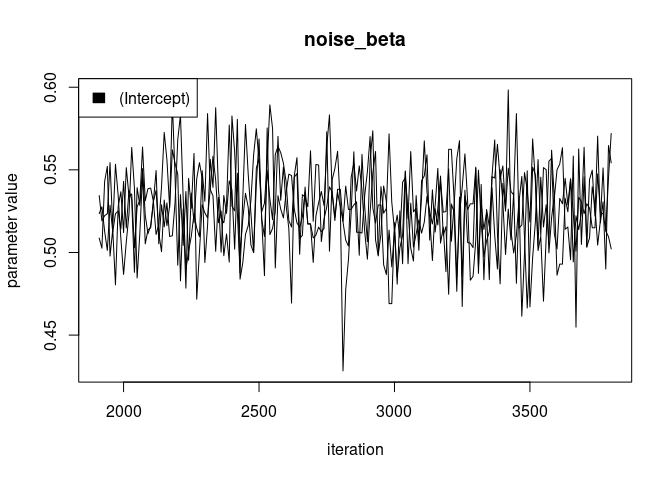 noise_beta
(Intercept)
parameter value
0.60
0.55
0.50
0.45
2000 2500 3000 3500
iteration